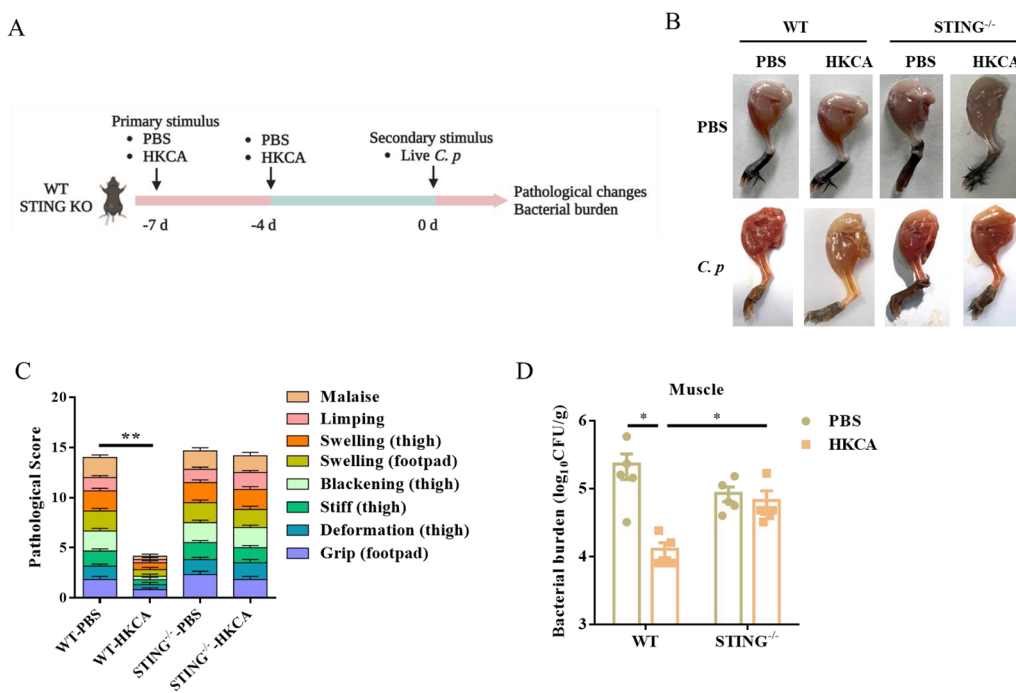 A
Primary stimulus
• PBS
• HKCA
• PBS
• HKCA
Secondary stimulus
• Live C. p
WT
STING KO
-7 d
-4 d
0 d
Pathological changes
Bacterial burden
B
WT
STING⁻/⁻
PBS
HKCA
PBS
HKCA
PBS
C. p
C
Pathological Score
20
15
10
5
0
**
WT-PBS
WT-HKCA
STING⁻/⁻-PBS
STING⁻/⁻-HKCA
Malaise
Limping
Swelling (thigh)
Swelling (footpad)
Blackening (thigh)
Stiff (thigh)
Deformation (thigh)
Grip (footpad)
D
Muscle
Bacterial burden (log₁₀CFU/g)
6
5
4
3
*
*
WT
STING⁻/⁻
PBS
HKCA